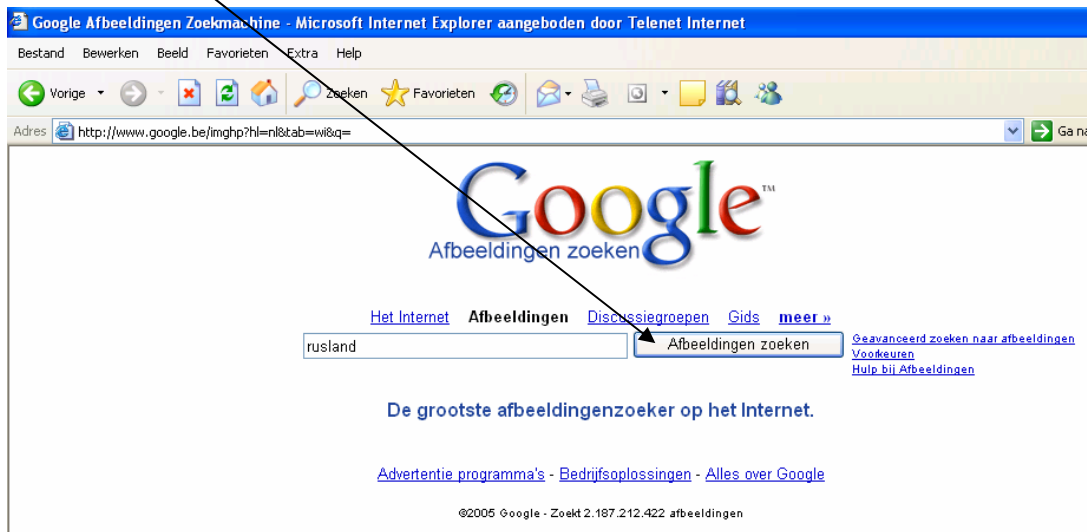 Google Afbeeldingen Zoekmachine - Microsoft Internet Explorer aangeboden door Telenet Internet
Bestand Bewerken Beeld Favorieten Extra Help
Vorige Zoeken Favorieten
Adres http://www.google.be/imghp?hl=nl&tab=wi&q= Ga na
Google™
Afbeeldingen zoeken
Het Internet Afbeeldingen Discussiegroepen Gids meer »
rusland Afbeeldingen zoeken Geavanceerd zoeken naar afbeeldingen
Voorkeuren
Hulp bij Afbeeldingen
De grootste afbeeldingenzoeker op het Internet.
Advertentie programma's - Bedrijfsoplossingen - Alles over Google
©2005 Google - Zoekt 2.187.212.422 afbeeldingen